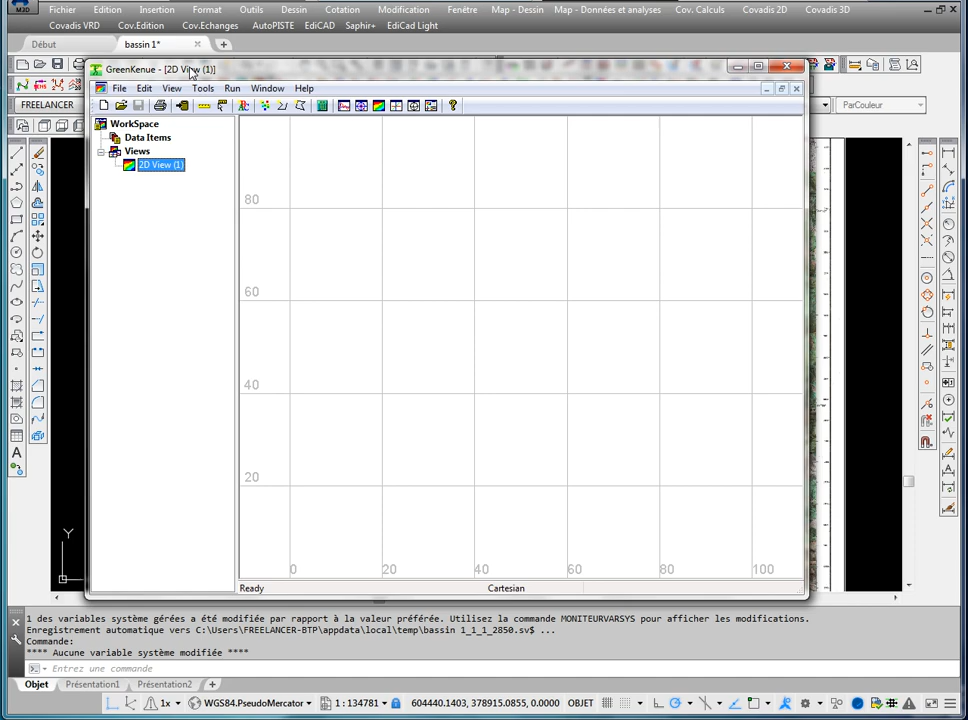 Fichier Edition Insertion Format Outils Dessin Cotation Modification Fenêtre Map - Dessin Map - Données et analyses Cov. Calculs Covadis 2D Covadis 3D
M3D
Covadis VRD Cov.Edition Cov.Echanges AutoPISTE EdiCAD Saphir+ EdiCad Light
Début bassin 1*
GreenKenue - [2D View (1)]
File Edit View Tools Run Window Help
FREELANCER
ParCouleur
WorkSpace
Data Items
Views
2D View (1)
80
60
40
20
0 20 40 60 80 100
Ready Cartesian
Y
1 des variables système gérées a été modifiée par rapport à la valeur préférée. Utilisez la commande MONITEURVARSYS pour afficher les modifications.
Enregistrement automatique vers C:\Users\FREELANCER-BTP\appdata\local\temp\bassin 1_1_1_2850.sv$ ...
Commande:
**** Aucune variable système modifiée ****
Entrez une commande
Objet Présentation1 Présentation2
1x WGS84.PseudoMercator 1 : 134781 604440.1403, 378915.0855, 0.0000 OBJET